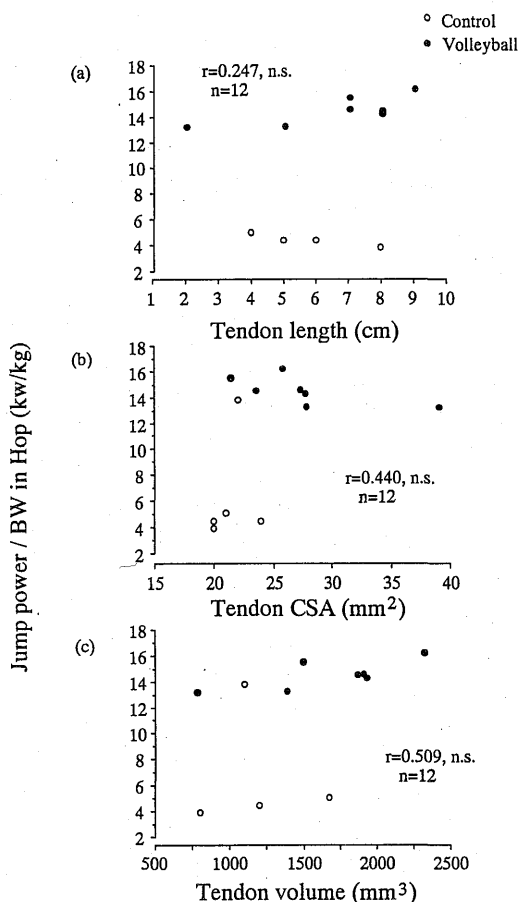 Control
Volleyball
(a)
r=0.247, n.s.
n=12
18
16
14
12
10
8
6
4
2
1 2 3 4 5 6 7 8 9 10
Tendon length (cm)
(b)
18
16
14
12
10
8
6
4
2
r=0.440, n.s.
n=12
15 20 25 30 35 40
Tendon CSA (mm²)
Jump power / BW in Hop (kw/kg)
(c)
18
16
14
12
10
8
6
4
2
r=0.509, n.s.
n=12
500 1000 1500 2000 2500
Tendon volume (mm³)